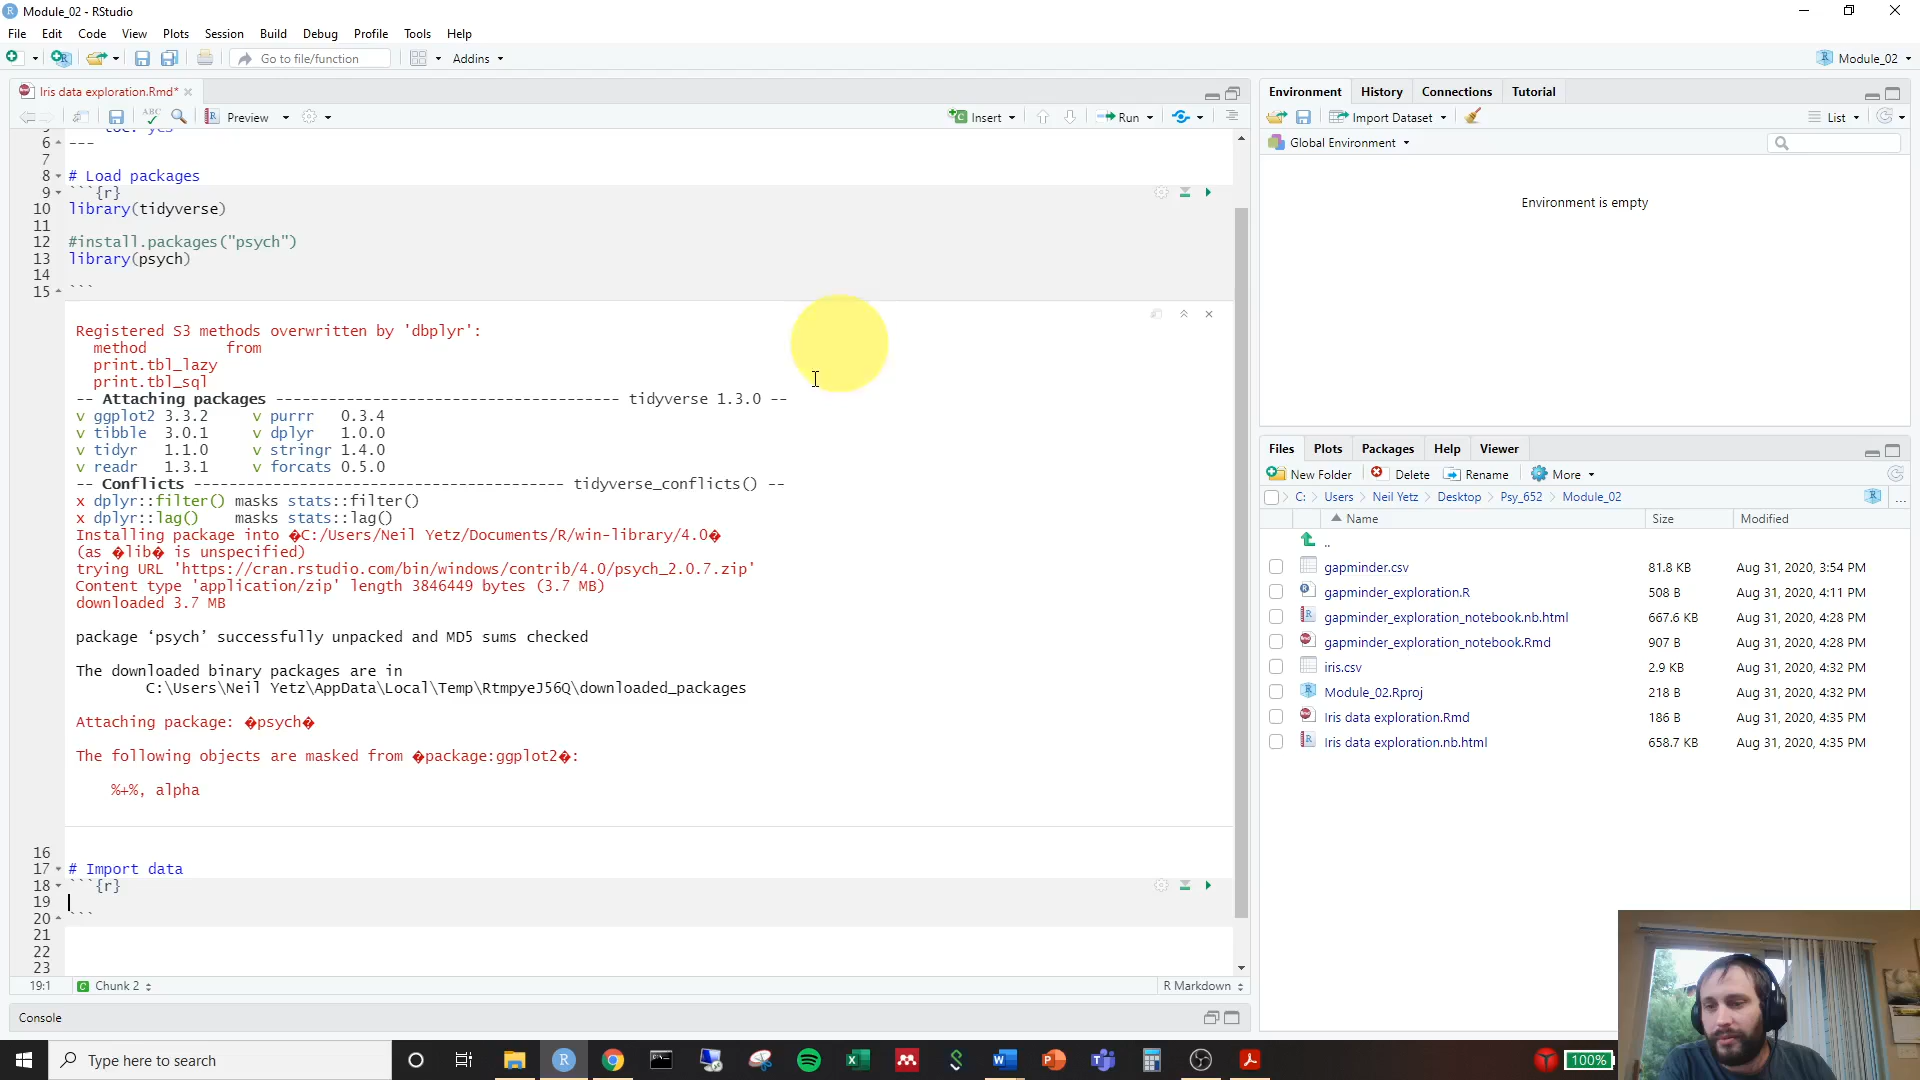 Module_02 - RStudio
File Edit Code View Plots Session Build Debug Profile Tools Help
Go to file/function Addins Module_02
Iris data exploration.Rmd*
ABC Preview Insert Run
5 toc: yes
6 ---
7
8 # Load packages
9 ```{r}
10 library(tidyverse)
11
12 #install.packages("psych")
13 library(psych)
14
15 ```
Registered S3 methods overwritten by 'dbplyr':
method from
print.tbl_lazy
print.tbl_sql
-- Attaching packages --------------------------------------- tidyverse 1.3.0 --
v ggplot2 3.3.2 v purrr 0.3.4
v tibble 3.0.1 v dplyr 1.0.0
v tidyr 1.1.0 v stringr 1.4.0
v readr 1.3.1 v forcats 0.5.0
-- Conflicts ------------------------------------------ tidyverse_conflicts() --
x dplyr::filter() masks stats::filter()
x dplyr::lag() masks stats::lag()
Installing package into �C:/Users/Neil Yetz/Documents/R/win-library/4.0�
(as �lib� is unspecified)
trying URL 'https://cran.rstudio.com/bin/windows/contrib/4.0/psych_2.0.7.zip'
Content type 'application/zip' length 3846449 bytes (3.7 MB)
downloaded 3.7 MB
package ‘psych’ successfully unpacked and MD5 sums checked
The downloaded binary packages are in
C:\Users\Neil Yetz\AppData\Local\Temp\RtmpyeJ56Q\downloaded_packages
Attaching package: �psych�
The following objects are masked from �package:ggplot2�:
%+%, alpha
16
17 # Import data
18 ```{r}
19
20 ```
21
22
23
19:1 Chunk 2 R Markdown
Console
Environment History Connections Tutorial
Import Dataset List
Global Environment
Environment is empty
Files Plots Packages Help Viewer
New Folder Delete Rename More
C: Users Neil Yetz Desktop Psy_652 Module_02 ...
Name Size Modified
..
gapminder.csv 81.8 KB Aug 31, 2020, 3:54 PM
gapminder_exploration.R 508 B Aug 31, 2020, 4:11 PM
gapminder_exploration_notebook.nb.html 667.6 KB Aug 31, 2020, 4:28 PM
gapminder_exploration_notebook.Rmd 907 B Aug 31, 2020, 4:28 PM
iris.csv 2.9 KB Aug 31, 2020, 4:32 PM
Module_02.Rproj 218 B Aug 31, 2020, 4:32 PM
Iris data exploration.Rmd 186 B Aug 31, 2020, 4:35 PM
Iris data exploration.nb.html 658.7 KB Aug 31, 2020, 4:35 PM
Type here to search
100%